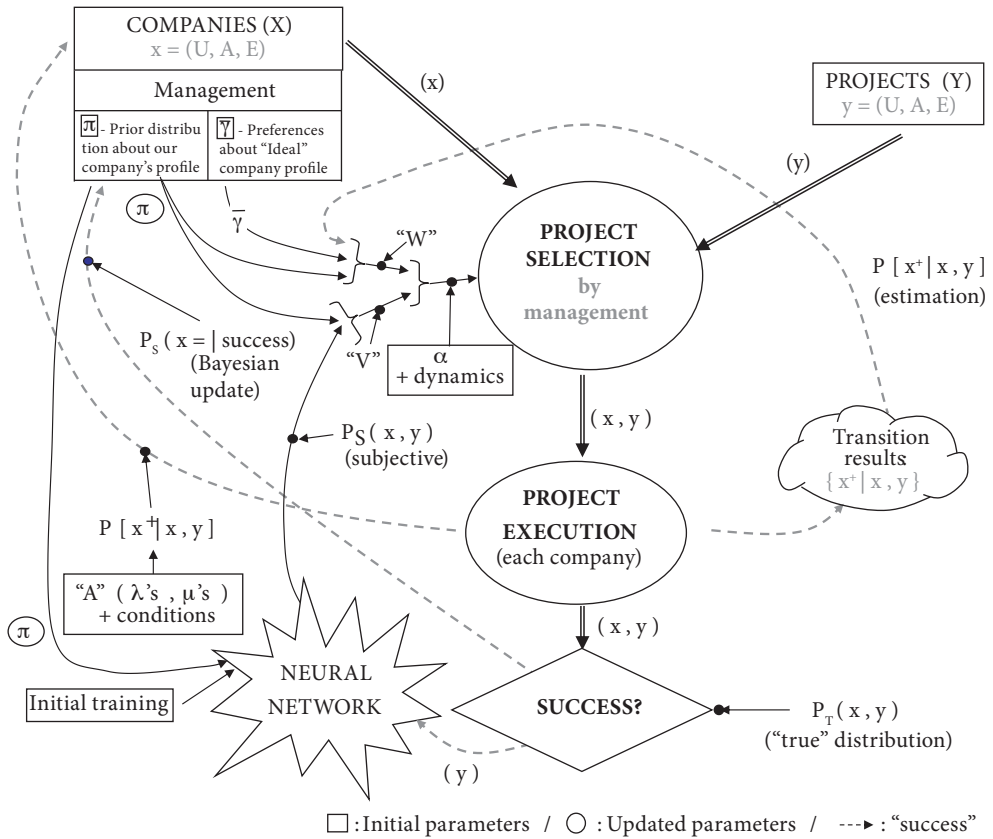 COMPANIES (X)
x = (U, A, E)
Management
π - Prior distribu
tion about our
company's profile
γ̅ - Preferences
about "Ideal"
company profile
(x)
PROJECTS (Y)
y = (U, A, E)
(y)
π
γ̅
"W"
"V"
α
+ dynamics
PROJECT
SELECTION
by
management
P [ x⁺ | x , y ]
(estimation)
P_S ( x = | success)
(Bayesian
update)
P_S ( x , y )
(subjective)
( x , y )
Transition
results:
{ x⁺ | x , y }
PROJECT
EXECUTION
(each company)
P [ x⁺ | x , y ]
"A" ( λ's , μ's )
+ conditions
( x , y )
π
Initial training
NEURAL
NETWORK
SUCCESS?
P_T ( x , y )
("true" distribution)
( y )
□ : Initial parameters / ○ : Updated parameters / ---► : "success"